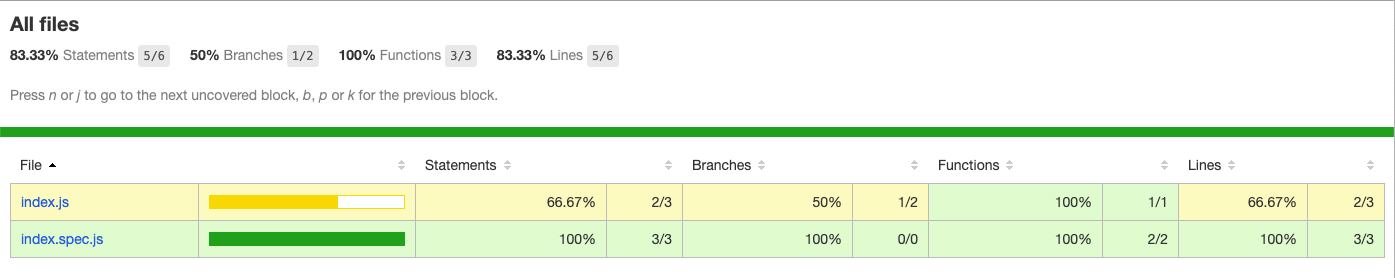 All files
83.33% Statements 5/6 50% Branches 1/2 100% Functions 3/3 83.33% Lines 5/6
Press n or j to go to the next uncovered block, b, p or k for the previous block.
File Statements Branches Functions Lines
index.js 66.67% 2/3 50% 1/2 100% 1/1 66.67% 2/3
index.spec.js 100% 3/3 100% 0/0 100% 2/2 100% 3/3